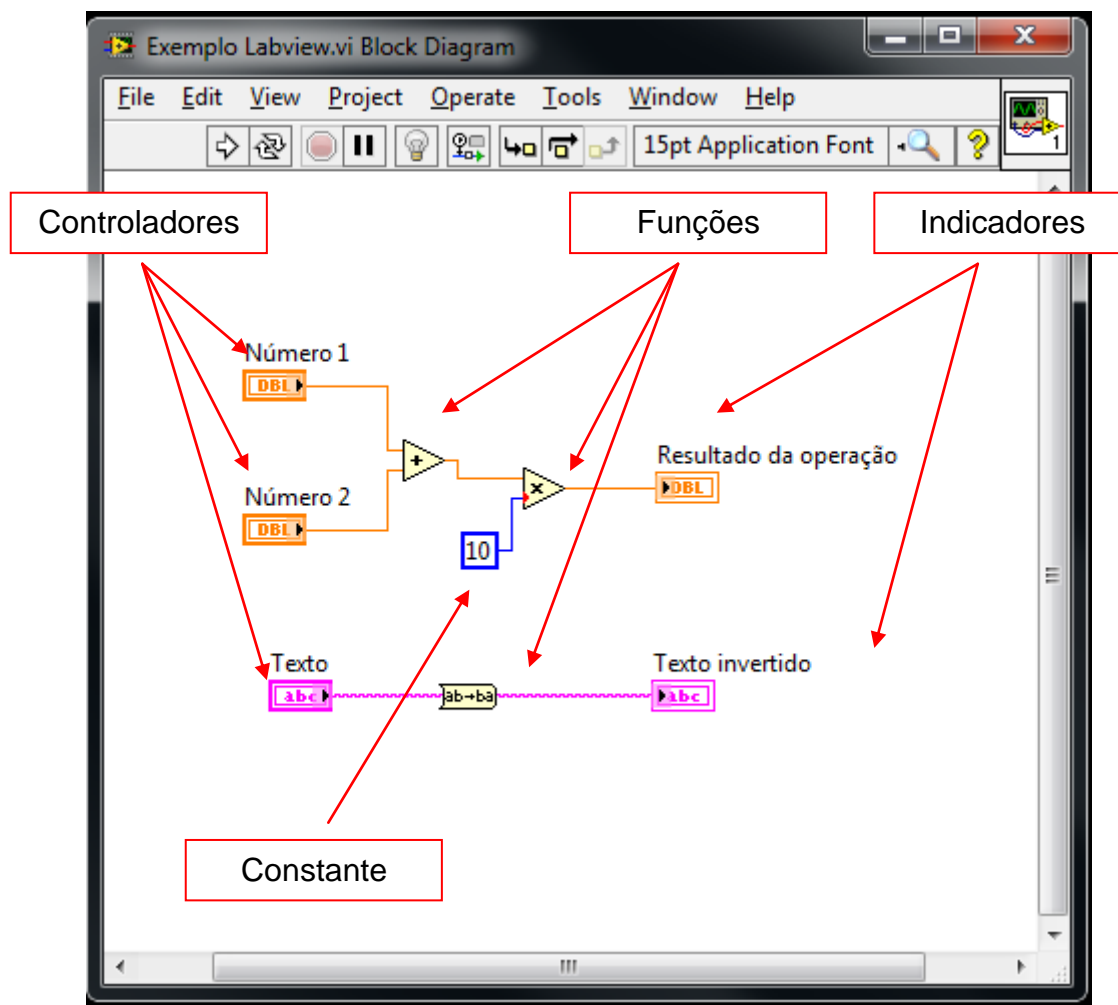 Exemplo Labview.vi Block Diagram
File Edit View Project Operate Tools Window Help
15pt Application Font
1
Controladores
Funções
Indicadores
Número 1
DBL
+
Resultado da operação
DBL
x
Número 2
DBL
10
Texto
abc
ab→ba
Texto invertido
abc
Constante